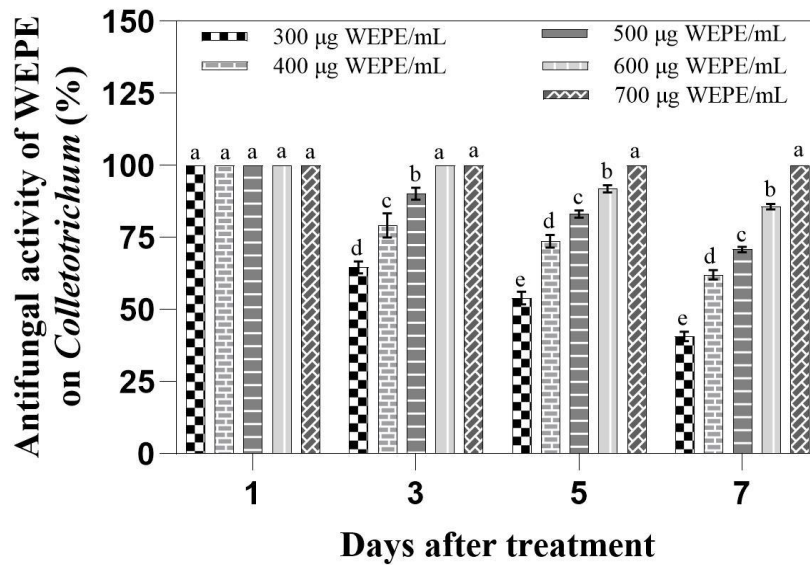 Antifungal activity of WEPE
on Colletotrichum (%)
150
125
100
75
50
25
0
300 μg WEPE/mL
400 μg WEPE/mL
500 μg WEPE/mL
600 μg WEPE/mL
700 μg WEPE/mL
a a a a a
d c b a a
e d c b a
e d c b a
1 3 5 7
Days after treatment